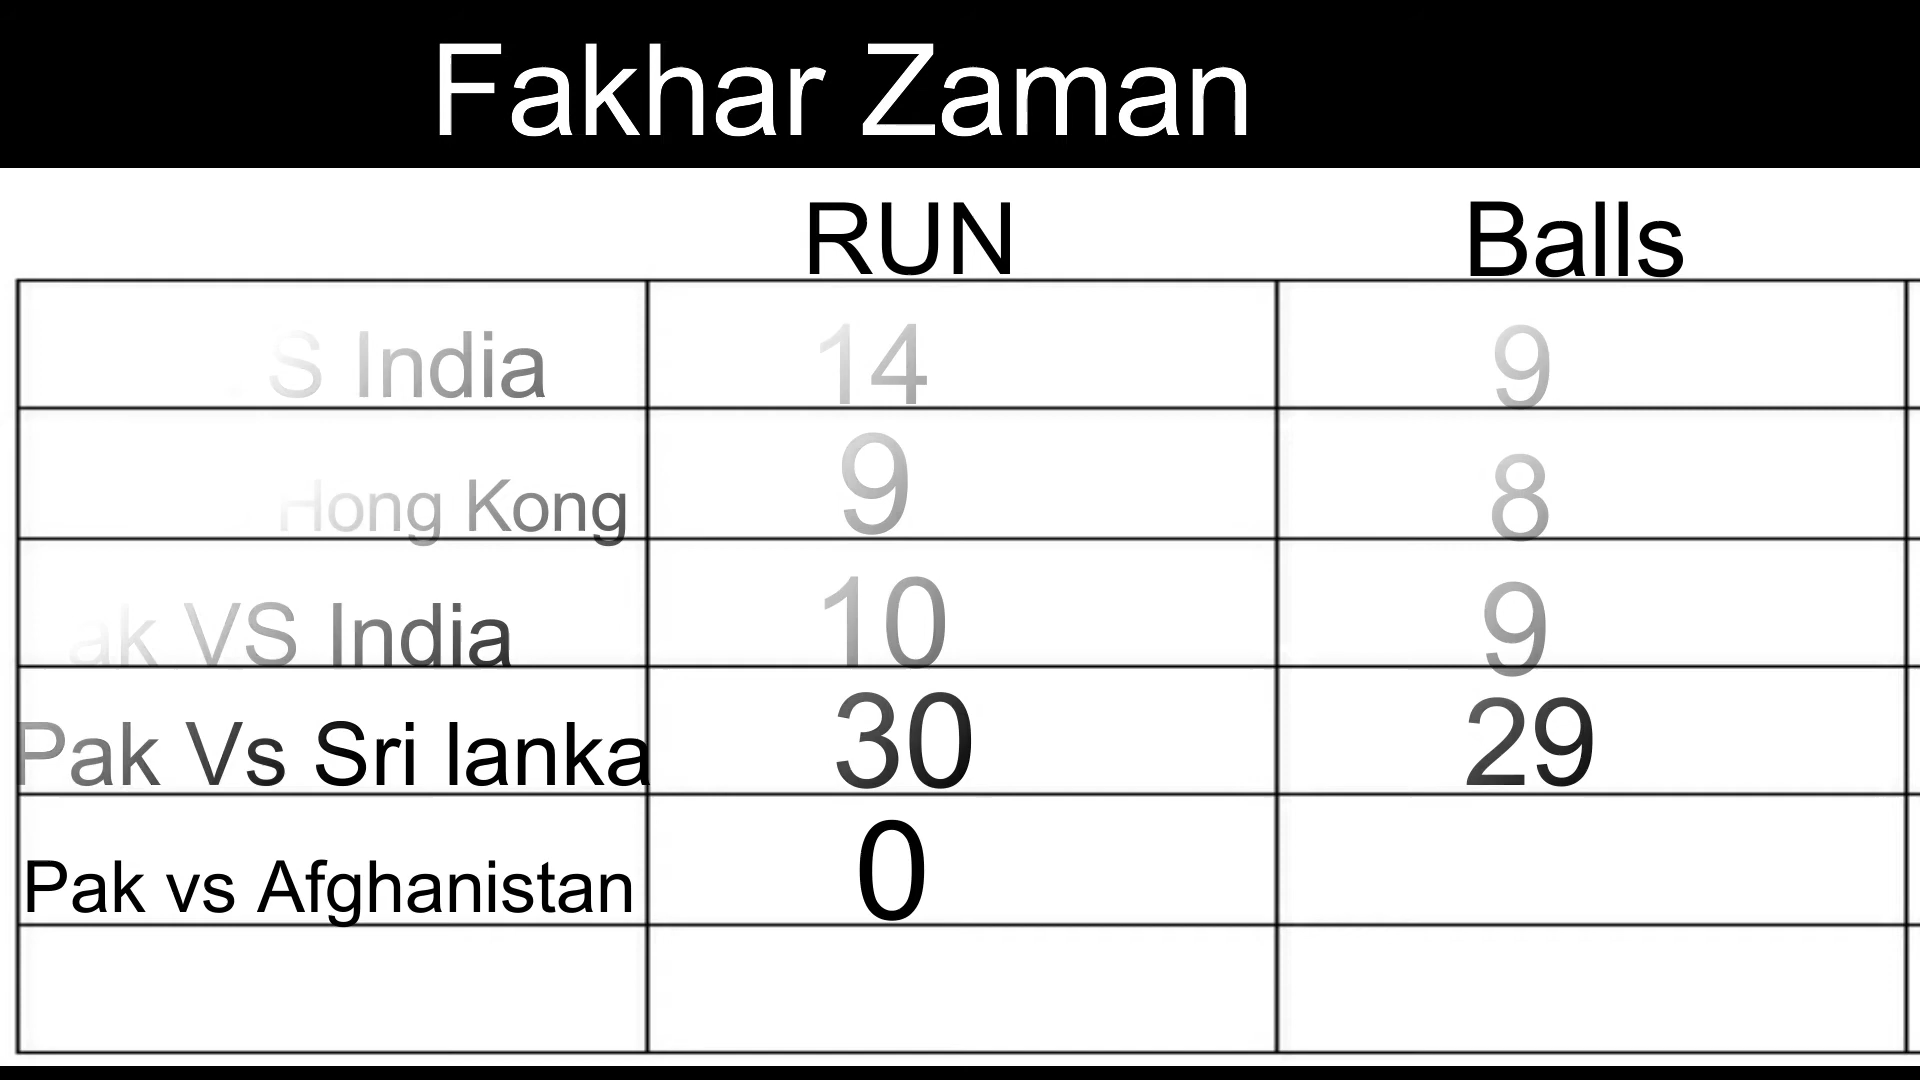 Fakhar Zaman
RUN Balls
S India 14 9
Hong Kong 9 8
ak VS India 10 9
Pak Vs Sri lanka 30 29
Pak vs Afghanistan 0